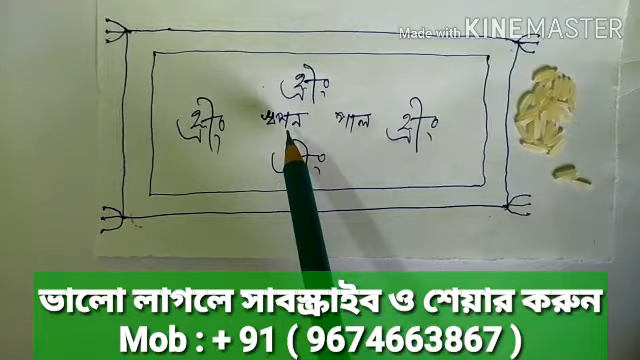 Made with KINEMASTER
শ্রীং
শ্রীং স্বপন পাল শ্রীং
শ্রীং
ভালো লাগলে সাবস্ক্রাইব ও শেয়ার করুন
Mob : + 91 ( 9674663867 )